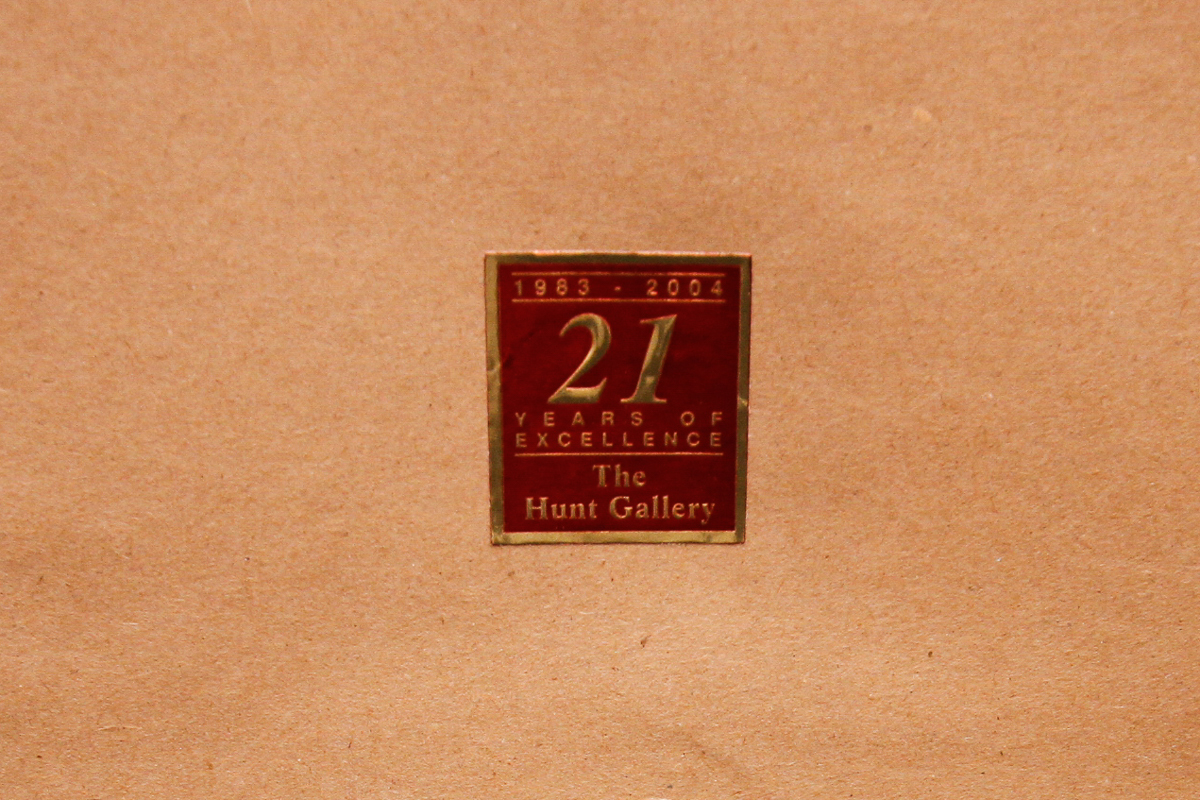 1983 - 2004
21
YEARS OF
EXCELLENCE
The
Hunt Gallery